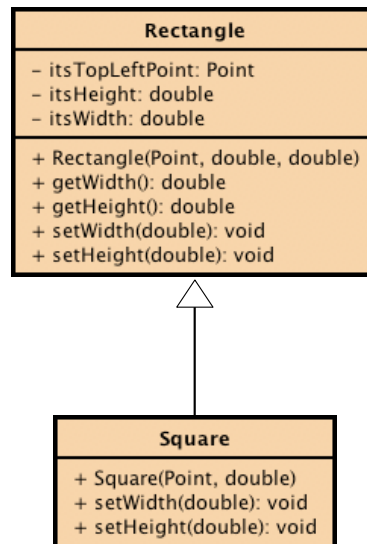 Rectangle
– itsTopLeftPoint: Point
– itsHeight: double
– itsWidth: double
+ Rectangle(Point, double, double)
+ getWidth(): double
+ getHeight(): double
+ setWidth(double): void
+ setHeight(double): void
Square
+ Square(Point, double)
+ setWidth(double): void
+ setHeight(double): void